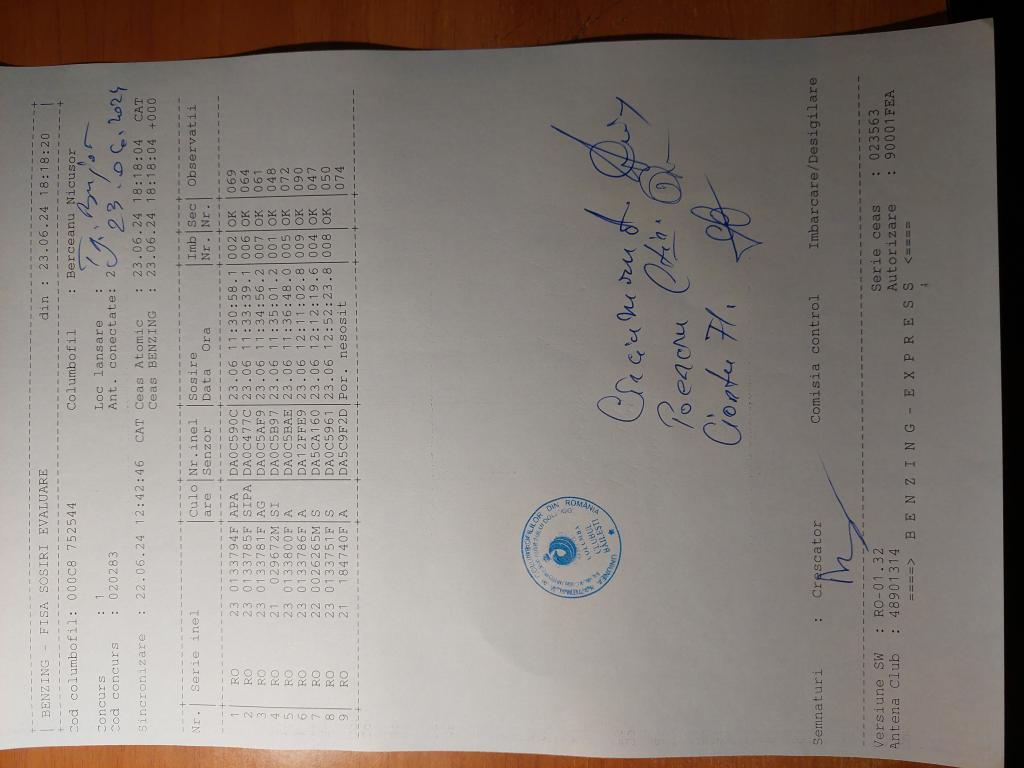 | BENZING - FISA SOSIRI EVALUARE din : 23.06.24 18:18:20 |
Cod columbofil: 000C8 752544 Columbofil : Berceanu Nicusor
Concurs : 1 Loc lansare :
Cod concurs : 020283 Ant. conectate: 2 23.06.2024
Sincronizare : 22.06.24 12:42:46 CAT Ceas Atomic : 23.06.24 18:18:04 CAT
Ceas BENZING : 23.06.24 18:18:04 +000
Nr. | Serie inel |Culo|Nr.inel |Sosire |Imb|Sec| Observatii
are |Senzor |Data Ora |Nr.|Nr.|
1 RO 23 0133794F APA |DA0C590C| 23.06 11:30:58.1|002|OK |069
2 RO 23 0133785F SIPA|DA0C477C| 23.06 11:33:39.1|006|OK |064
3 RO 23 0133781F AG |DA0C5AF9| 23.06 11:34:56.2|007|OK |061
4 RO 21 029672M SI |DA0C5B97| 23.06 11:35:01.2|001|OK |048
5 RO 23 0133800F A |DA0C5BAE| 23.06 11:36:48.0|005|OK |072
6 RO 23 0133786F A |DA12FFE9| 23.06 12:11:02.8|009|OK |090
7 RO 22 0026265M S |DA5CA160| 23.06 12:12:19.6|004|OK |047
8 RO 23 0133751F S |DA0C5961| 23.06 12:52:23.8|008|OK |050
9 RO 21 184740F A |DA5C9F2D|Por. nesosit |074
Semnaturi : Crescator Comisia control Imbarcare/Desigilare
Versiune SW : RO-01.32 Serie ceas : 023563
Antena Club : 48901314 Autorizare : 90001FEA
====> B E N Z I N G - E X P R E S S <====